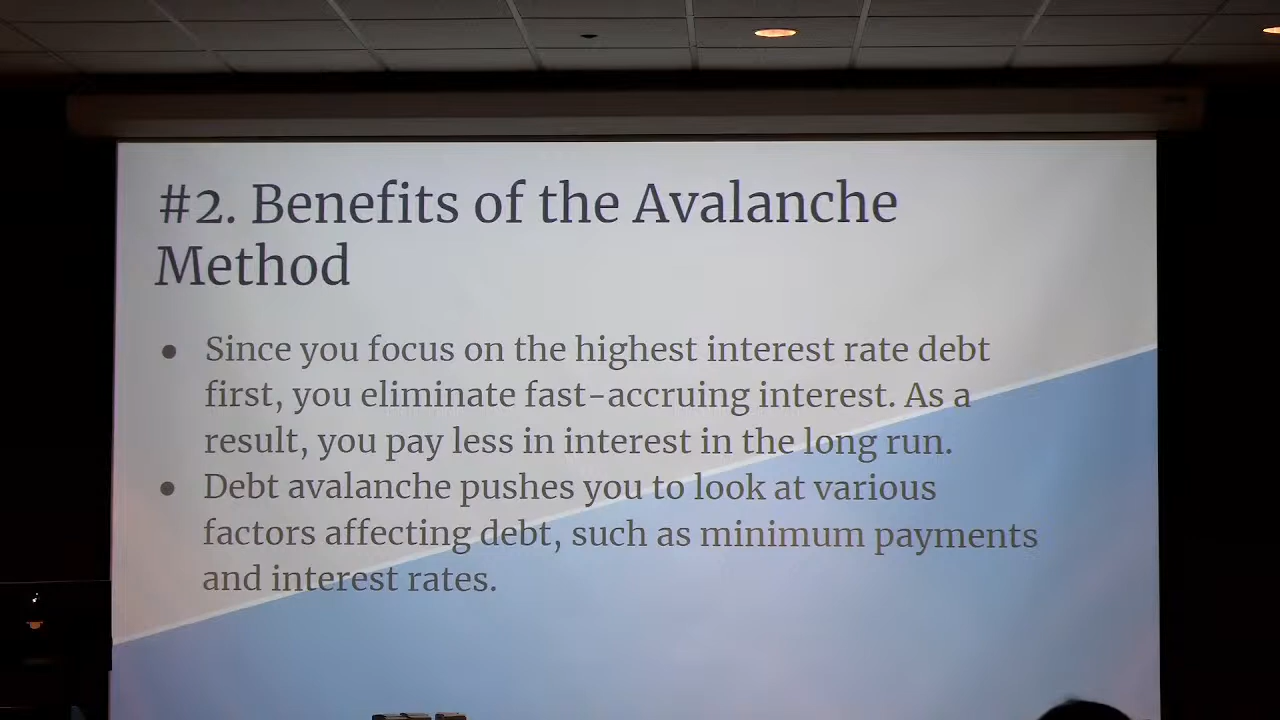 #2. Benefits of the Avalanche
Method
● Since you focus on the highest interest rate debt
first, you eliminate fast-accruing interest. As a
result, you pay less in interest in the long run.
● Debt avalanche pushes you to look at various
factors affecting debt, such as minimum payments
and interest rates.